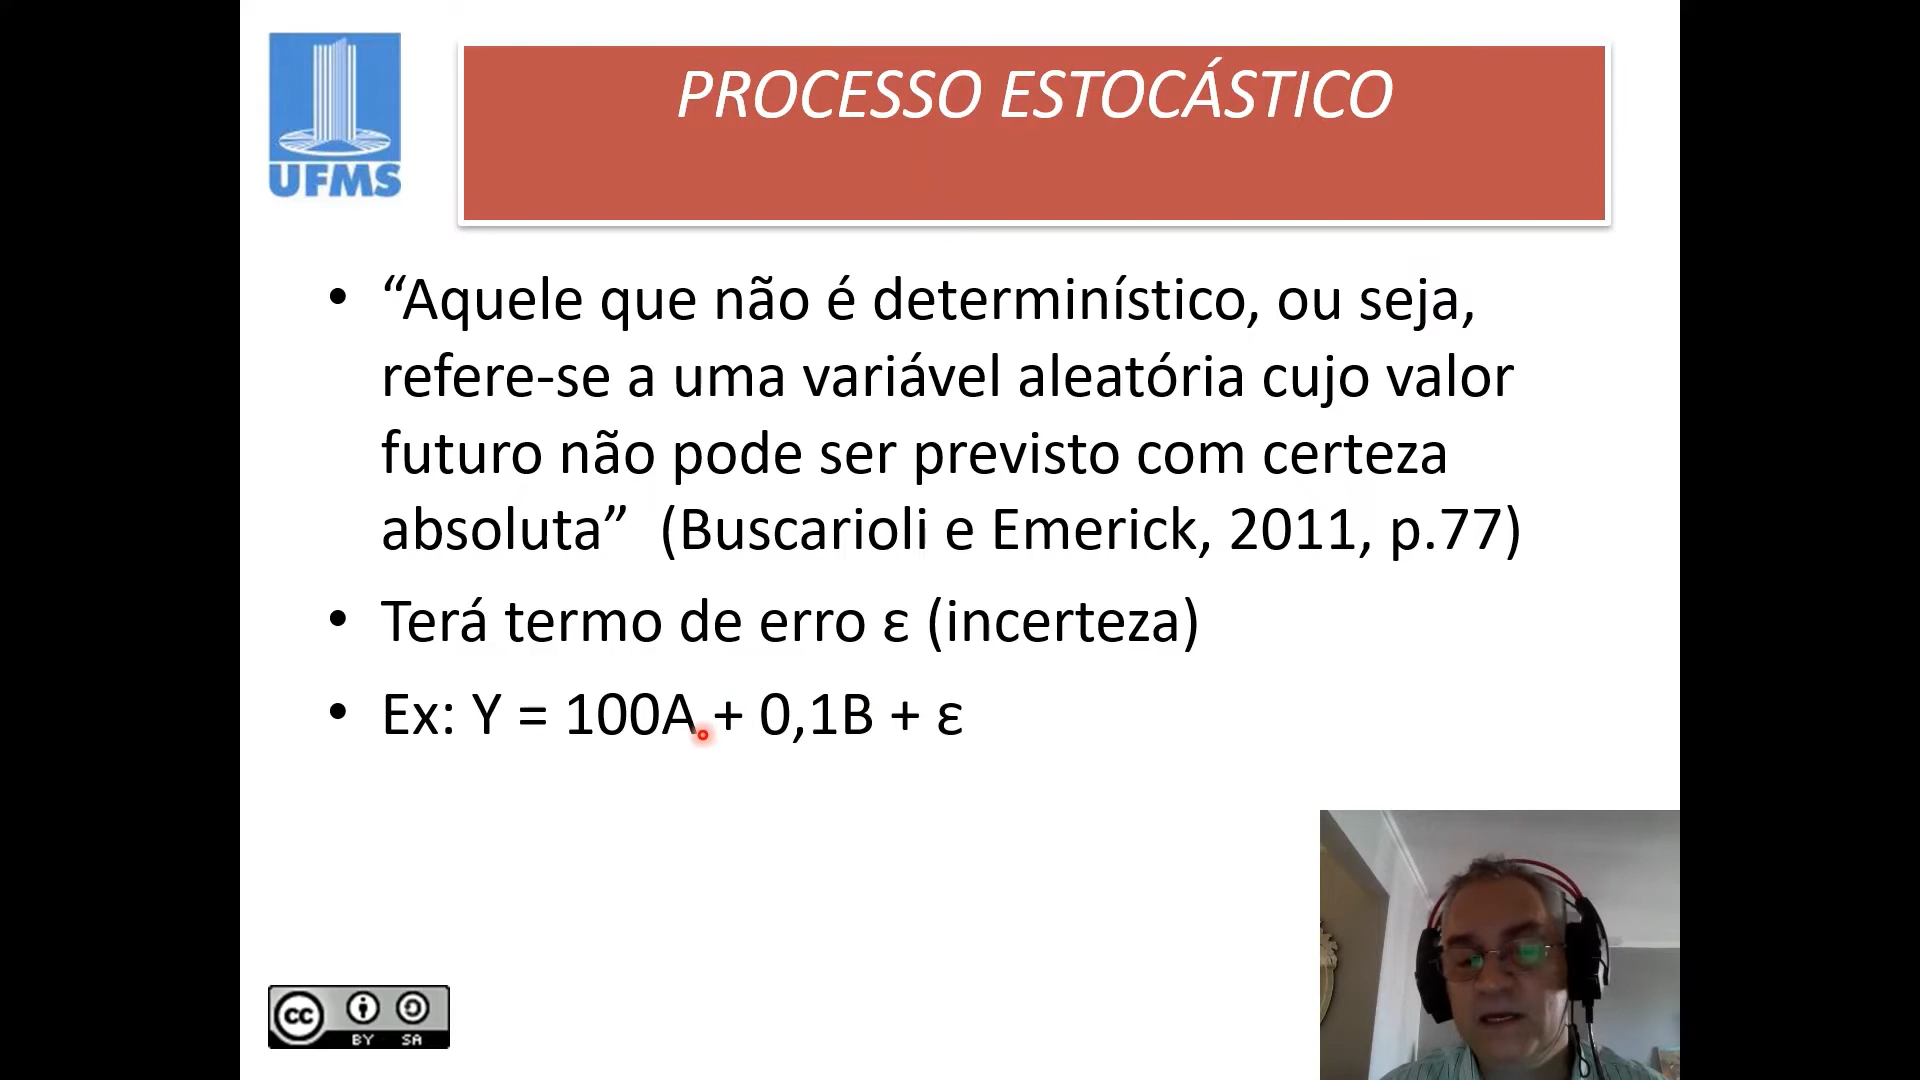 UFMS
PROCESSO ESTOCÁSTICO
• “Aquele que não é determinístico, ou seja,
refere-se a uma variável aleatória cujo valor
futuro não pode ser previsto com certeza
absoluta” (Buscarioli e Emerick, 2011, p.77)
• Terá termo de erro ε (incerteza)
• Ex: Y = 100A + 0,1B + ε
cc
BY SA